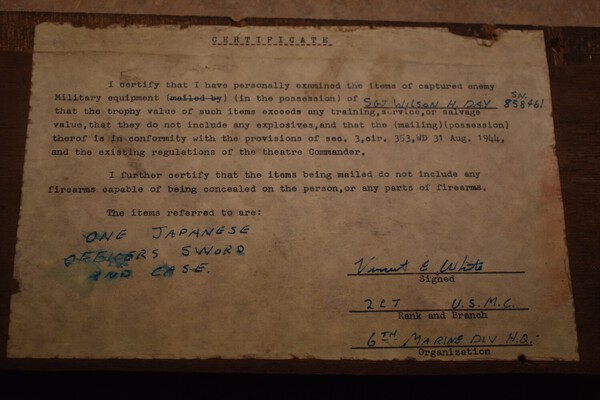 CERTIFICATE
I certify that I have personally examined the items of captured enemy
Military equipment (mailed by) (in the possession) of SGT WILSON H. DAY SN. 858461
that the trophy value of such items exceeds any training,service,or salvage
value,that they do not include any explosives,and that the (mailing)(possession)
therof is in conformity with the provisions of sec. 3,cir. 353,WD 31 Aug. 1944,
and the existing regulations of the theatre Commander.
I further certify that the items being mailed do not include any
firearms capable of being concealed on the person,or any parts of firearms.
The items referred to are:
ONE JAPANESE
OFFICERS SWORD
AND CASE.
Vincent E. White
Signed
2LT U.S.M.C.
Rank and Branch
6TH MARINE DIV H.Q.
Organization